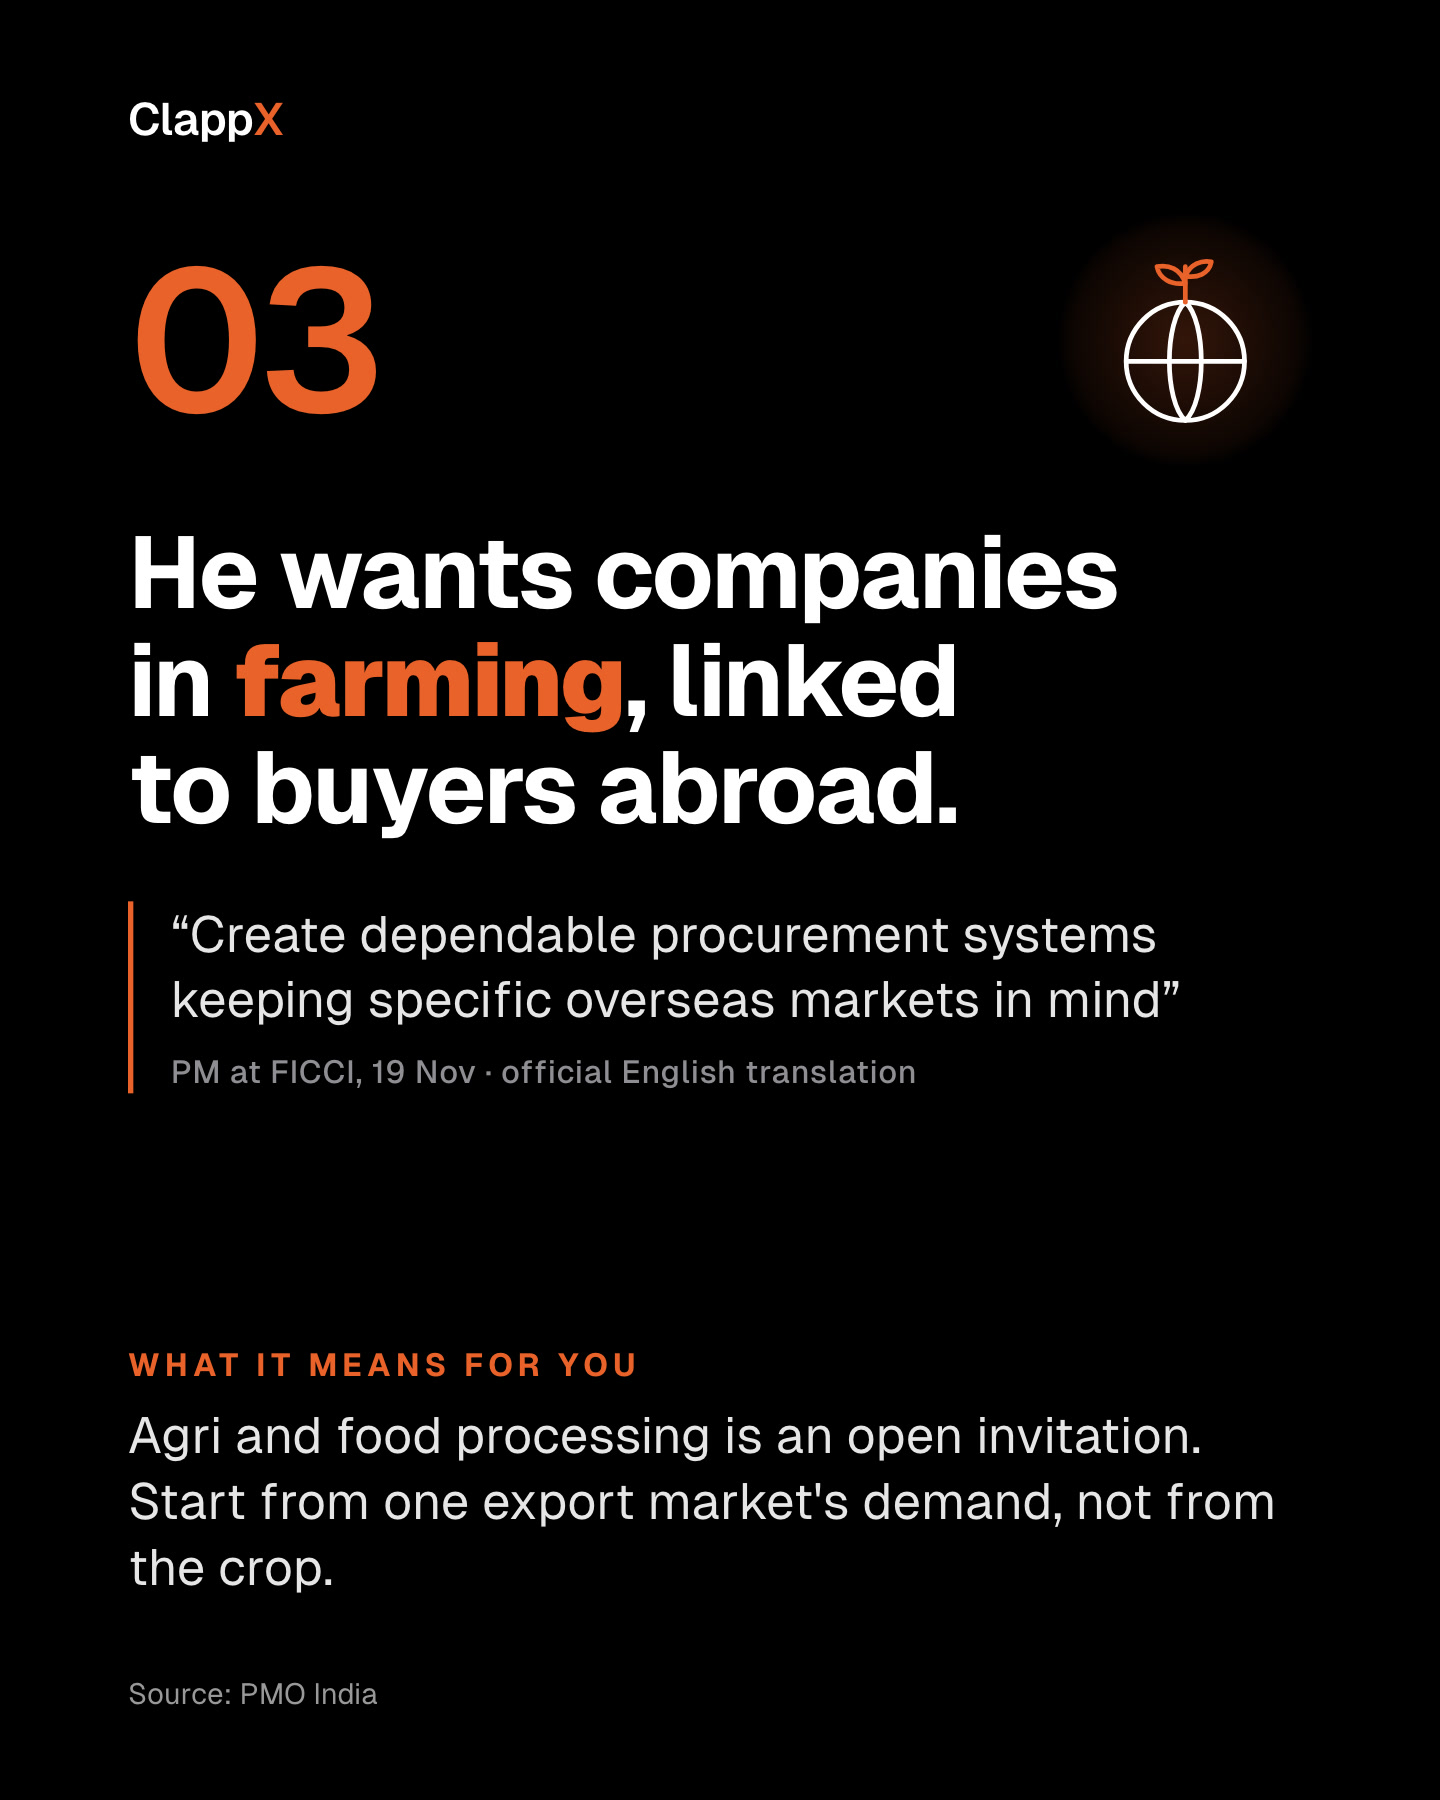 ClappX
03
He wants companies
in farming, linked
to buyers abroad.
“Create dependable procurement systems
keeping specific overseas markets in mind”
PM at FICCI, 19 Nov · official English translation
WHAT IT MEANS FOR YOU
Agri and food processing is an open invitation.
Start from one export market's demand, not from
the crop.
Source: PMO India